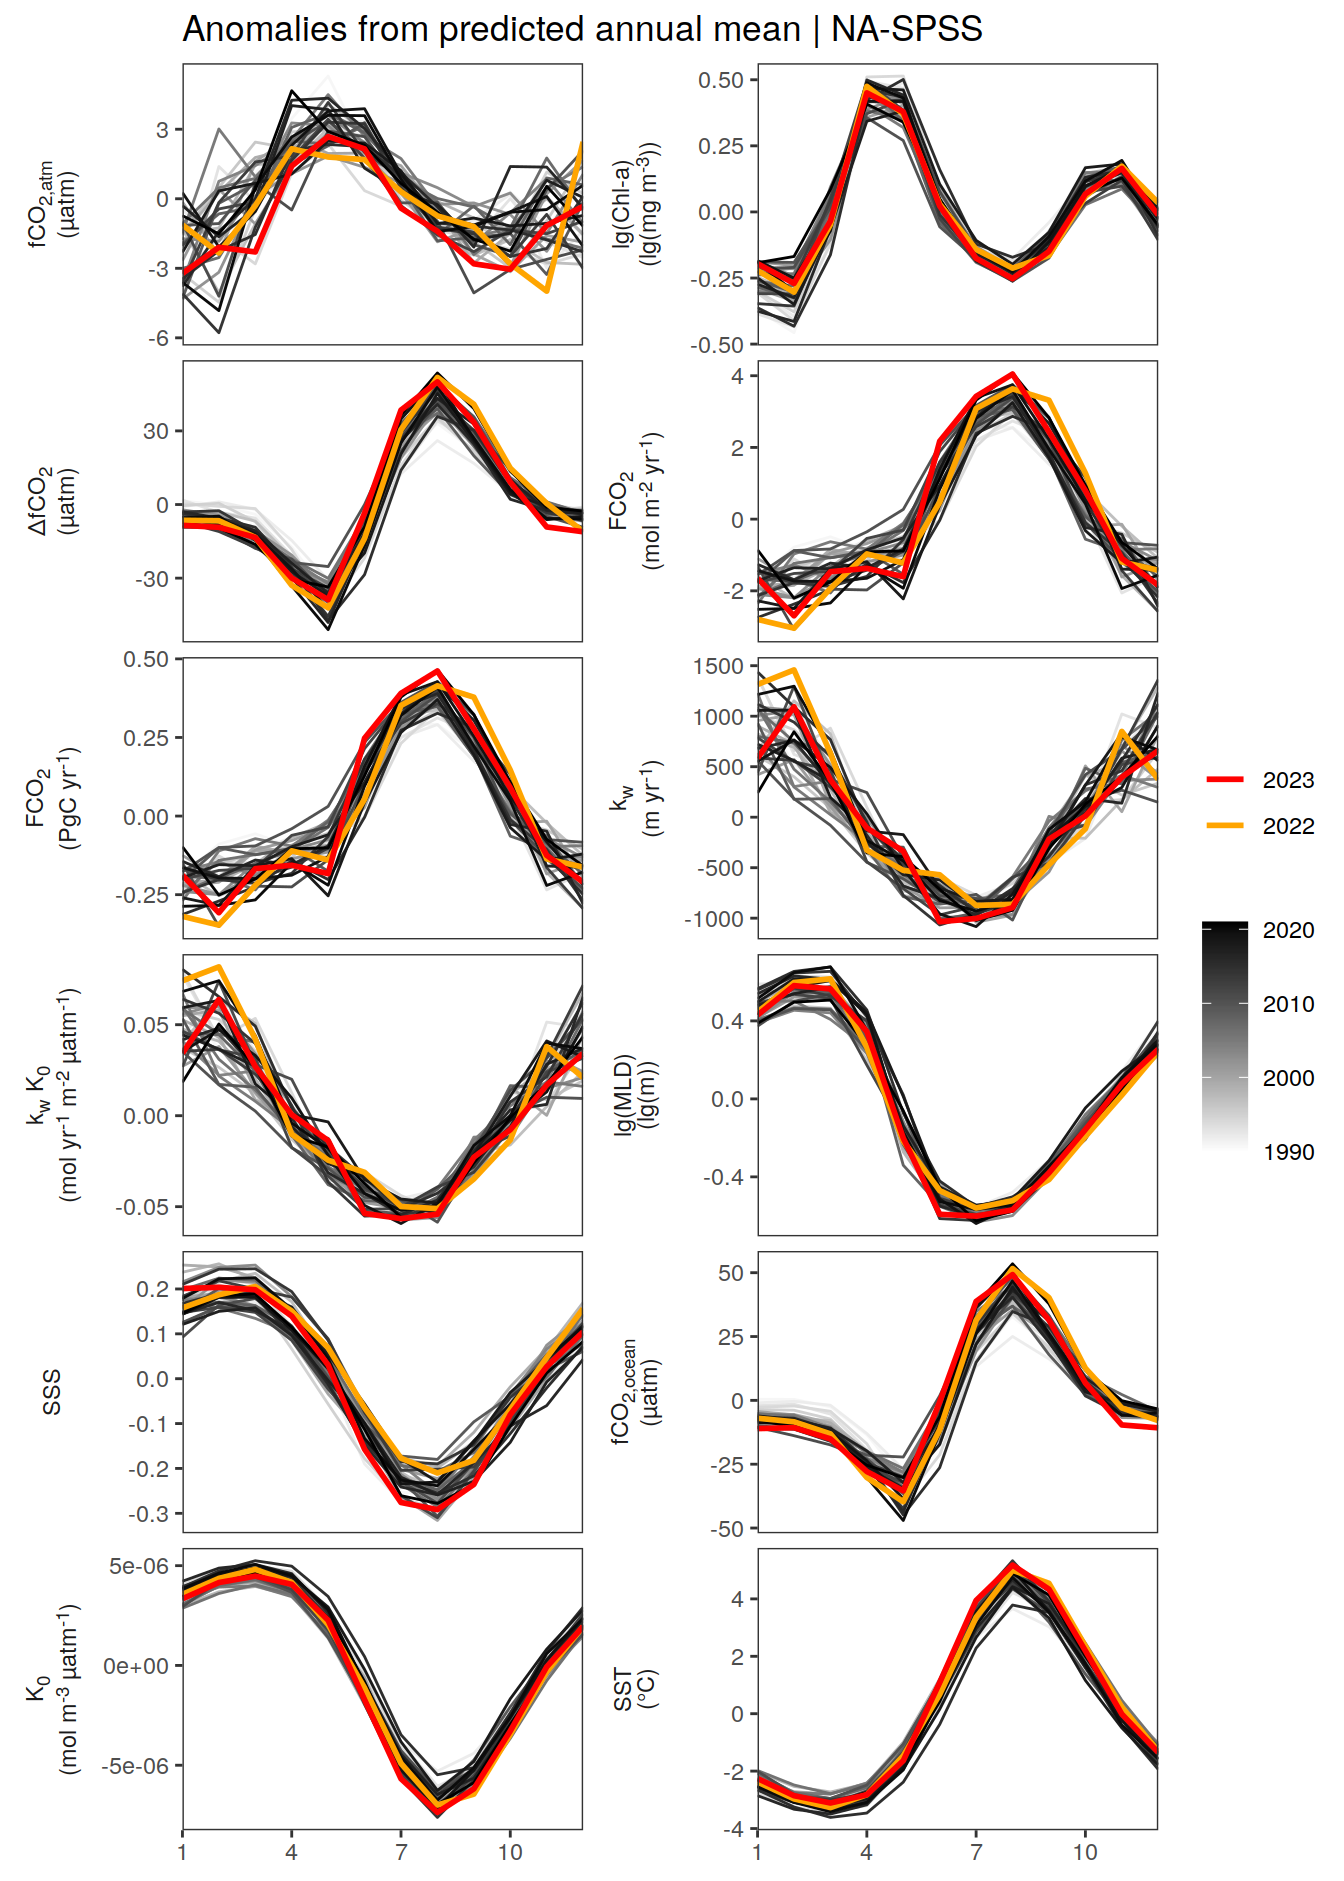 Anomalies from predicted annual mean | NA-SPSS
fCO2,atm
(µatm)
3
0
-3
-6
lg(Chl-a)
(lg(mg m-3))
0.50
0.25
0.00
-0.25
-0.50
ΔfCO2
(µatm)
30
0
-30
FCO2
(mol m-2 yr-1)
4
2
0
-2
FCO2
(PgC yr-1)
0.50
0.25
0.00
-0.25
kw
(m yr-1)
1500
1000
500
0
-500
-1000
kw K0
(mol yr-1 m-2 µatm-1)
0.05
0.00
-0.05
lg(MLD)
(lg(m))
0.4
0.0
-0.4
SSS
0.2
0.1
0.0
-0.1
-0.2
-0.3
fCO2,ocean
(µatm)
50
25
0
-25
-50
K0
(mol m-3 µatm-1)
5e-06
0e+00
-5e-06
SST
(°C)
4
2
0
-2
-4
1 4 7 10
1 4 7 10
2023
2022
2020
2010
2000
1990